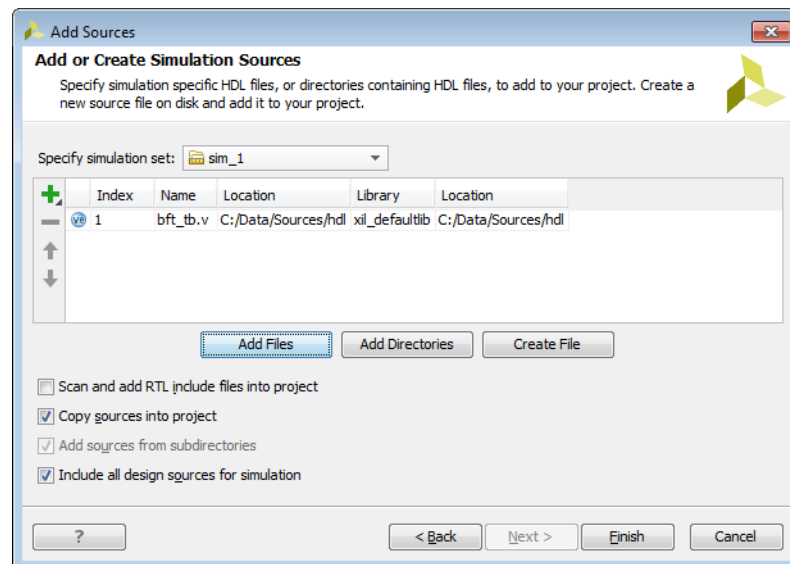 Add Sources
Add or Create Simulation Sources
Specify simulation specific HDL files, or directories containing HDL files, to add to your project. Create a
new source file on disk and add it to your project.
Specify simulation set: sim_1
Index Name Location Library Location
ve 1 bft_tb.v C:/Data/Sources/hdl xil_defaultlib C:/Data/Sources/hdl
Add Files Add Directories Create File
Scan and add RTL include files into project
Copy sources into project
Add sources from subdirectories
Include all design sources for simulation
? < Back Next > Finish Cancel